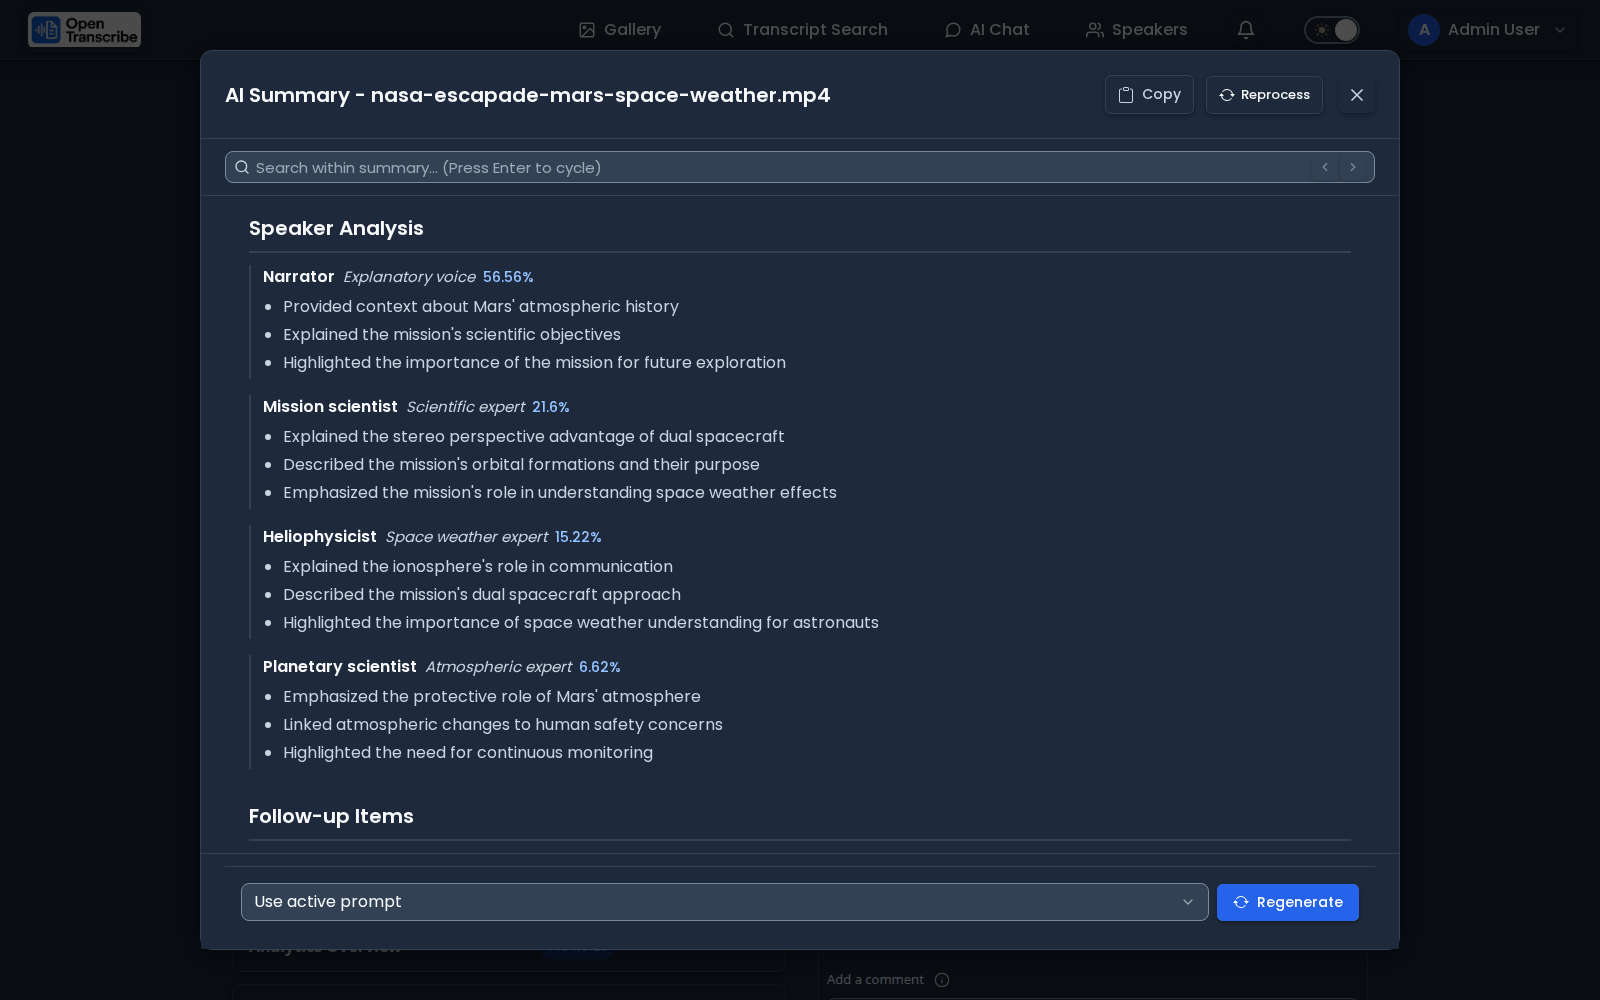 Open
Transcribe
Gallery
Transcript Search
AI Chat
Speakers
A
Admin User
AI Summary - nasa-escapade-mars-space-weather.mp4
Copy
Reprocess
Search within summary... (Press Enter to cycle)
Speaker Analysis
Narrator Explanatory voice 56.56%
Provided context about Mars' atmospheric history
Explained the mission's scientific objectives
Highlighted the importance of the mission for future exploration
Mission scientist Scientific expert 21.6%
Explained the stereo perspective advantage of dual spacecraft
Described the mission's orbital formations and their purpose
Emphasized the mission's role in understanding space weather effects
Heliophysicist Space weather expert 15.22%
Explained the ionosphere's role in communication
Described the mission's dual spacecraft approach
Highlighted the importance of space weather understanding for astronauts
Planetary scientist Atmospheric expert 6.62%
Emphasized the protective role of Mars' atmosphere
Linked atmospheric changes to human safety concerns
Highlighted the need for continuous monitoring
Follow-up Items
Use active prompt
Regenerate
Add a comment